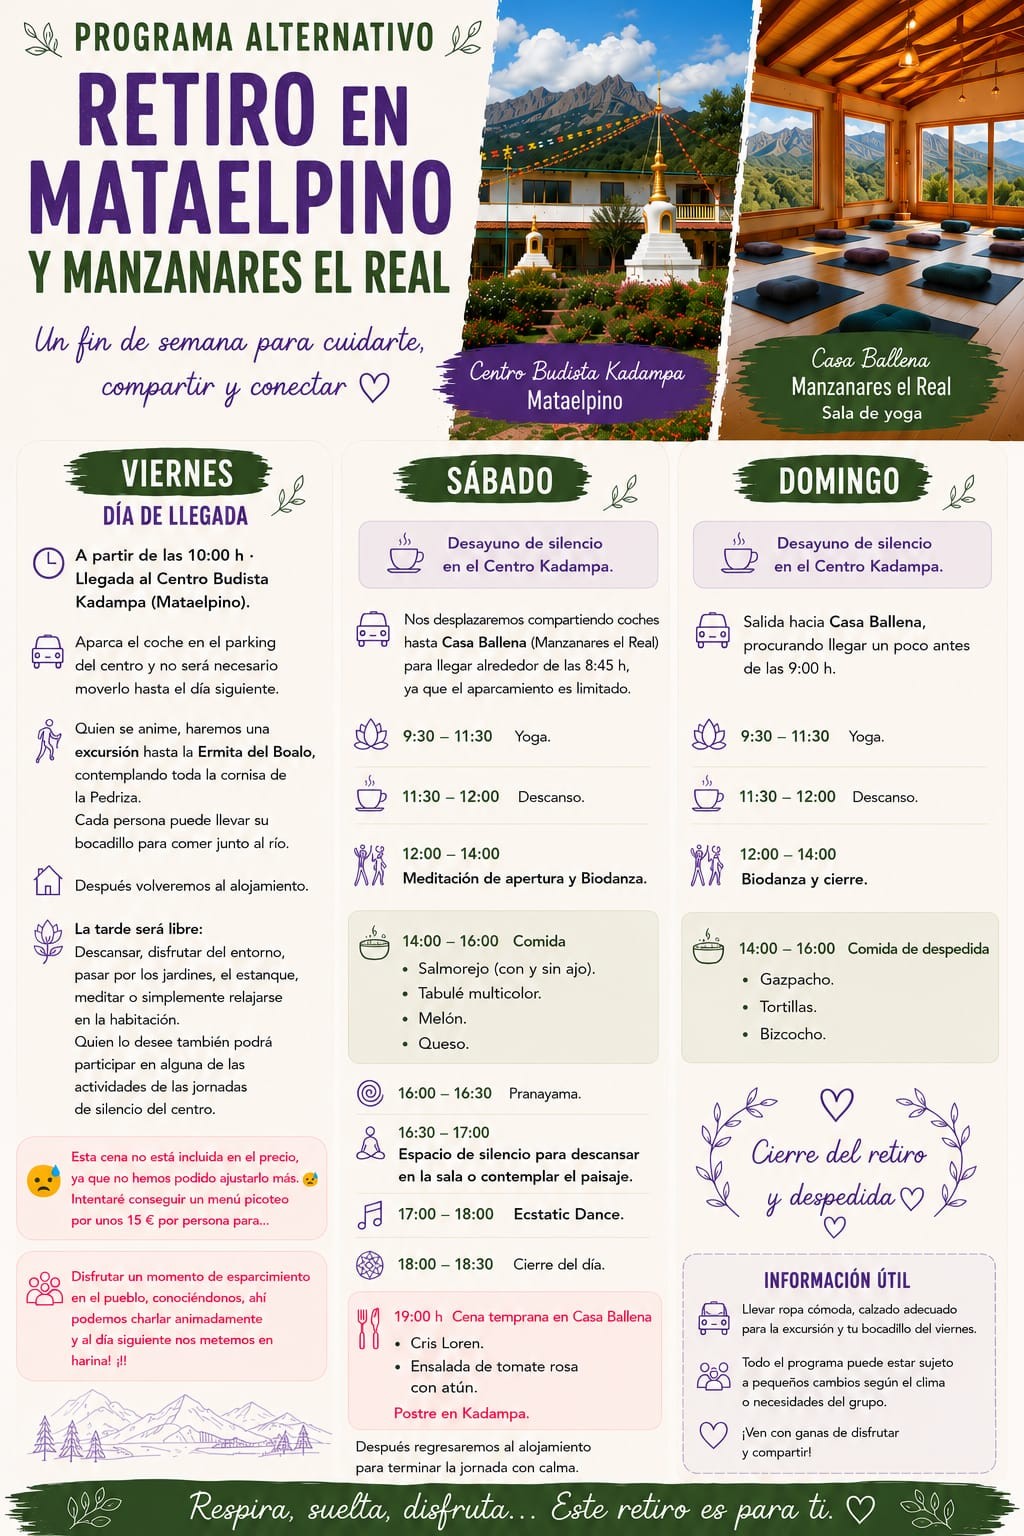 PROGRAMA ALTERNATIVO
RETIRO EN
MATAELPINO
Y MANZANARES EL REAL
Un fin de semana para cuidarte,
compartir y conectar
Centro Budista Kadampa
Mataelpino
Casa Ballena
Manzanares el Real
Sala de yoga
VIERNES
DÍA DE LLEGADA
A partir de las 10:00 h ·
Llegada al Centro Budista
Kadampa (Mataelpino).
Aparca el coche en el parking
del centro y no será necesario
moverlo hasta el día siguiente.
Quien se anime, haremos una
excursión hasta la Ermita del Boalo,
contemplando toda la cornisa de
la Pedriza.
Cada persona puede llevar su
bocadillo para comer junto al río.
Después volveremos al alojamiento.
La tarde será libre:
Descansar, disfrutar del entorno,
pasar por los jardines, el estanque,
meditar o simplemente relajarse
en la habitación.
Quien lo desee también podrá
participar en alguna de las
actividades de las jornadas
de silencio del centro.
Esta cena no está incluida en el precio,
ya que no hemos podido ajustarlo más. 😥
Intentaré conseguir un menú picoteo
por unos 15 € por persona para...
Disfrutar un momento de esparcimiento
en el pueblo, conociéndonos, ahí
podemos charlar animadamente
y al día siguiente nos metemos en
harina! ¡!!
SÁBADO
Desayuno de silencio
en el Centro Kadampa.
Nos desplazaremos compartiendo coches
hasta Casa Ballena (Manzanares el Real)
para llegar alrededor de las 8:45 h,
ya que el aparcamiento es limitado.
9:30 – 11:30 Yoga.
11:30 – 12:00 Descanso.
12:00 – 14:00
Meditación de apertura y Biodanza.
14:00 – 16:00 Comida
• Salmorejo (con y sin ajo).
• Tabulé multicolor.
• Melón.
• Queso.
16:00 – 16:30 Pranayama.
16:30 – 17:00
Espacio de silencio para descansar
en la sala o contemplar el paisaje.
17:00 – 18:00 Ecstatic Dance.
18:00 – 18:30 Cierre del día.
19:00 h Cena temprana en Casa Ballena
• Cris Loren.
• Ensalada de tomate rosa
con atún.
Postre en Kadampa.
Después regresaremos al alojamiento
para terminar la jornada con calma.
DOMINGO
Desayuno de silencio
en el Centro Kadampa.
Salida hacia Casa Ballena,
procurando llegar un poco antes
de las 9:00 h.
9:30 – 11:30 Yoga.
11:30 – 12:00 Descanso.
12:00 – 14:00
Biodanza y cierre.
14:00 – 16:00 Comida de despedida
• Gazpacho.
• Tortillas.
• Bizcocho.
Cierre del retiro
y despedida
INFORMACIÓN ÚTIL
Llevar ropa cómoda, calzado adecuado
para la excursión y tu bocadillo del viernes.
Todo el programa puede estar sujeto
a pequeños cambios según el clima
o necesidades del grupo.
¡Ven con ganas de disfrutar
y compartir!
Respira, suelta, disfruta... Este retiro es para ti.